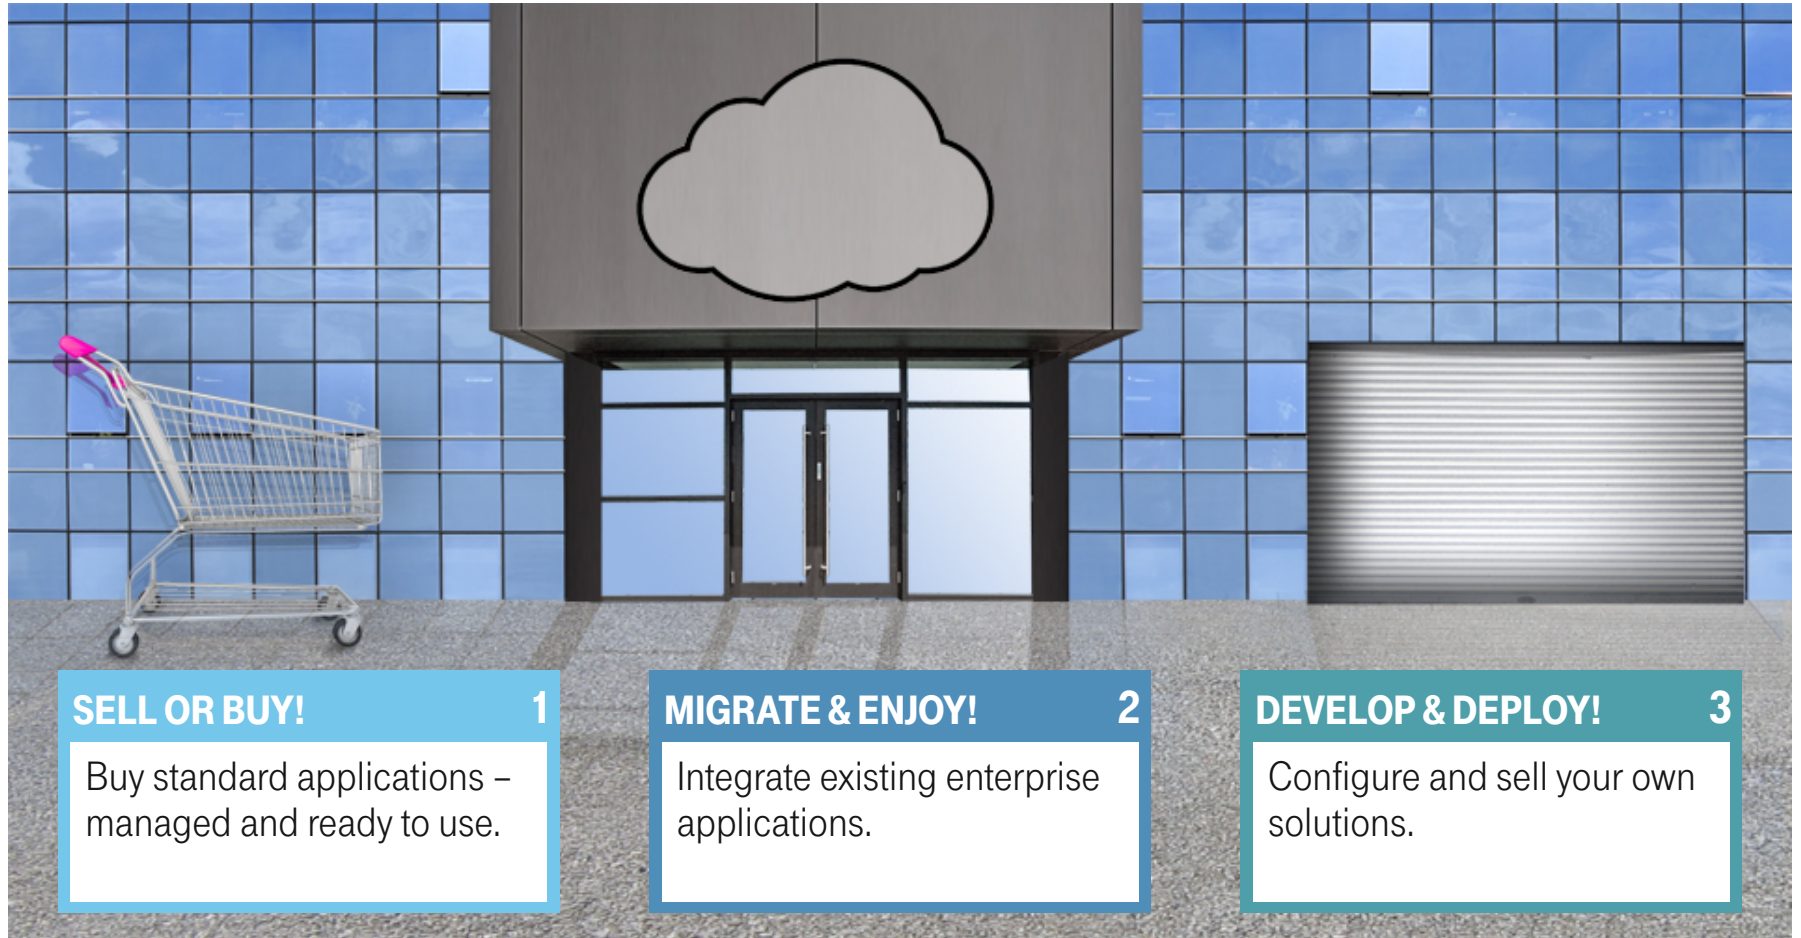 SELL OR BUY! 1
Buy standard applications –
managed and ready to use.
MIGRATE & ENJOY! 2
Integrate existing enterprise
applications.
DEVELOP & DEPLOY! 3
Configure and sell your own
solutions.